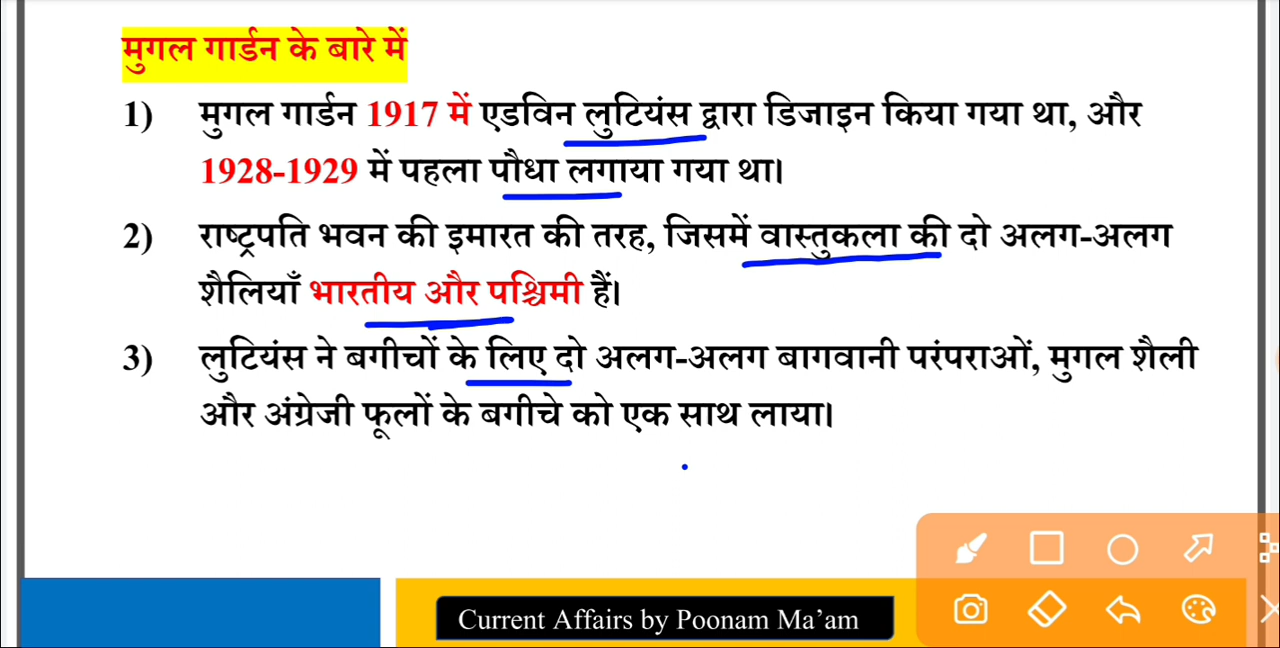 मुगल गार्डन के बारे में
1) मुगल गार्डन 1917 में एडविन लुटियंस द्वारा डिजाइन किया गया था, और
1928-1929 में पहला पौधा लगाया गया था।
2) राष्ट्रपति भवन की इमारत की तरह, जिसमें वास्तुकला की दो अलग-अलग
शैलियाँ भारतीय और पश्चिमी हैं।
3) लुटियंस ने बगीचों के लिए दो अलग-अलग बागवानी परंपराओं, मुगल शैली
और अंग्रेजी फूलों के बगीचे को एक साथ लाया।
Current Affairs by Poonam Ma’am